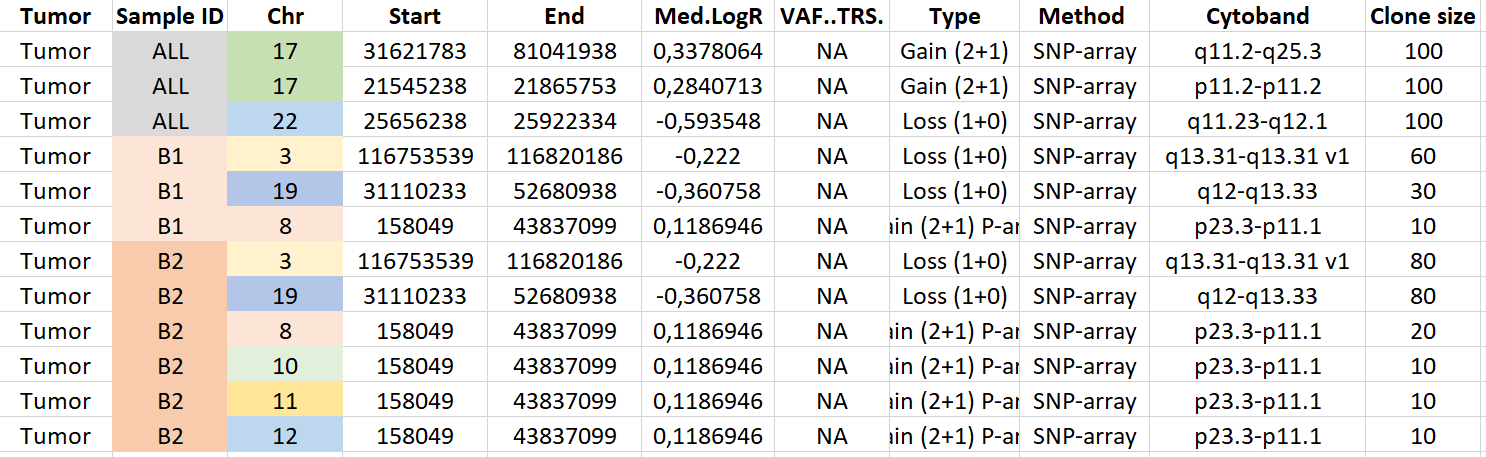 Tumor Sample ID Chr Start End Med.LogR VAF..TRS. Type Method Cytoband Clone size
Tumor ALL 17 31621783 81041938 0,3378064 NA Gain (2+1) SNP-array q11.2-q25.3 100
Tumor ALL 17 21545238 21865753 0,2840713 NA Gain (2+1) SNP-array p11.2-p11.2 100
Tumor ALL 22 25656238 25922334 -0,593548 NA Loss (1+0) SNP-array q11.23-q12.1 100
Tumor B1 3 116753539 116820186 -0,222 NA Loss (1+0) SNP-array q13.31-q13.31 v1 60
Tumor B1 19 31110233 52680938 -0,360758 NA Loss (1+0) SNP-array q12-q13.33 30
Tumor B1 8 158049 43837099 0,1186946 NA ain (2+1) P-ar SNP-array p23.3-p11.1 10
Tumor B2 3 116753539 116820186 -0,222 NA Loss (1+0) SNP-array q13.31-q13.31 v1 80
Tumor B2 19 31110233 52680938 -0,360758 NA Loss (1+0) SNP-array q12-q13.33 80
Tumor B2 8 158049 43837099 0,1186946 NA ain (2+1) P-ar SNP-array p23.3-p11.1 20
Tumor B2 10 158049 43837099 0,1186946 NA ain (2+1) P-ar SNP-array p23.3-p11.1 10
Tumor B2 11 158049 43837099 0,1186946 NA ain (2+1) P-ar SNP-array p23.3-p11.1 10
Tumor B2 12 158049 43837099 0,1186946 NA ain (2+1) P-ar SNP-array p23.3-p11.1 10